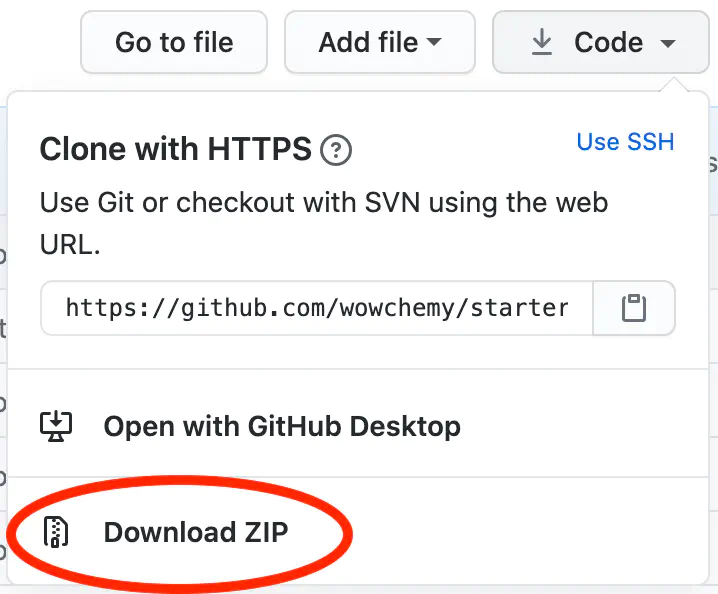 Go to file
Add file
Code
Clone with HTTPS
Use SSH
Use Git or checkout with SVN using the web
URL.
https://github.com/wowchemy/starter
Open with GitHub Desktop
Download ZIP